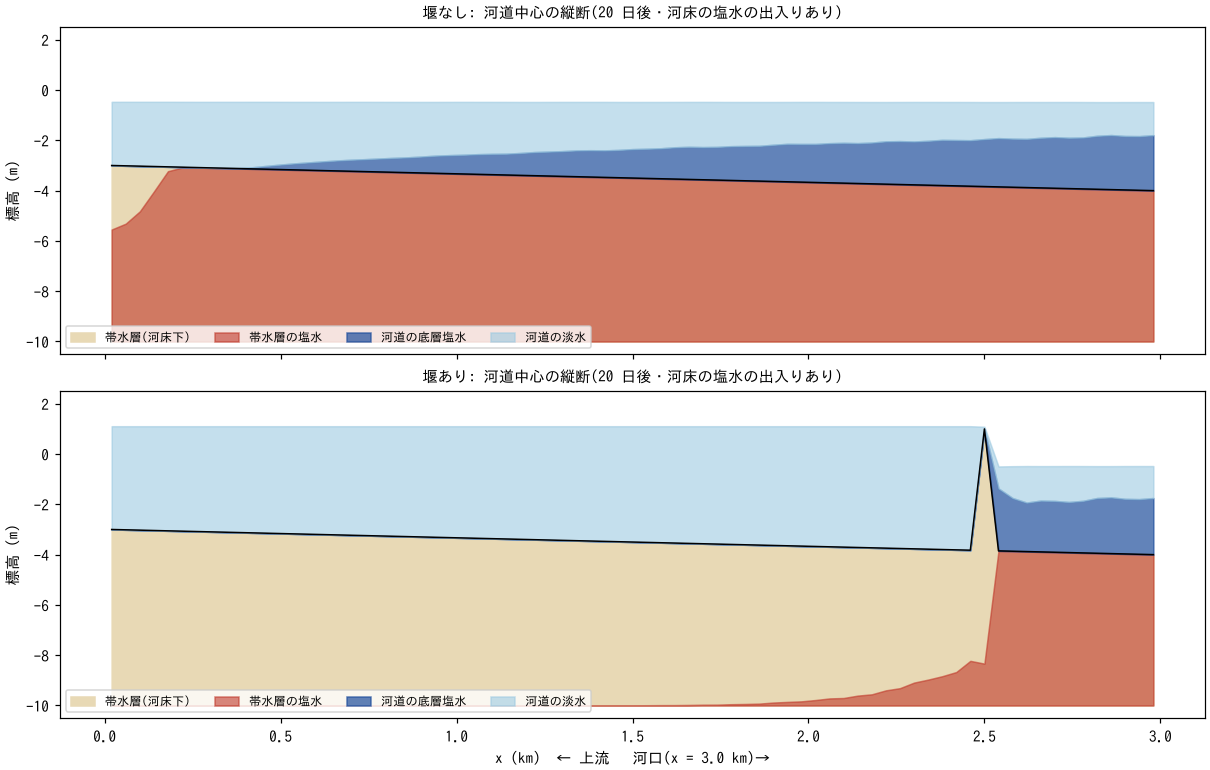 堰なし: 河道中心の縦断(20 日後・河床の塩水の出入りあり)
2
0
−2
−4
−6
−8
−10
標高 (m)
帯水層(河床下) 帯水層の塩水 河道の底層塩水 河道の淡水
堰あり: 河道中心の縦断(20 日後・河床の塩水の出入りあり)
2
0
−2
−4
−6
−8
−10
標高 (m)
帯水層(河床下) 帯水層の塩水 河道の底層塩水 河道の淡水
0.0 0.5 1.0 1.5 2.0 2.5 3.0
x (km) ← 上流 河口(x = 3.0 km)→